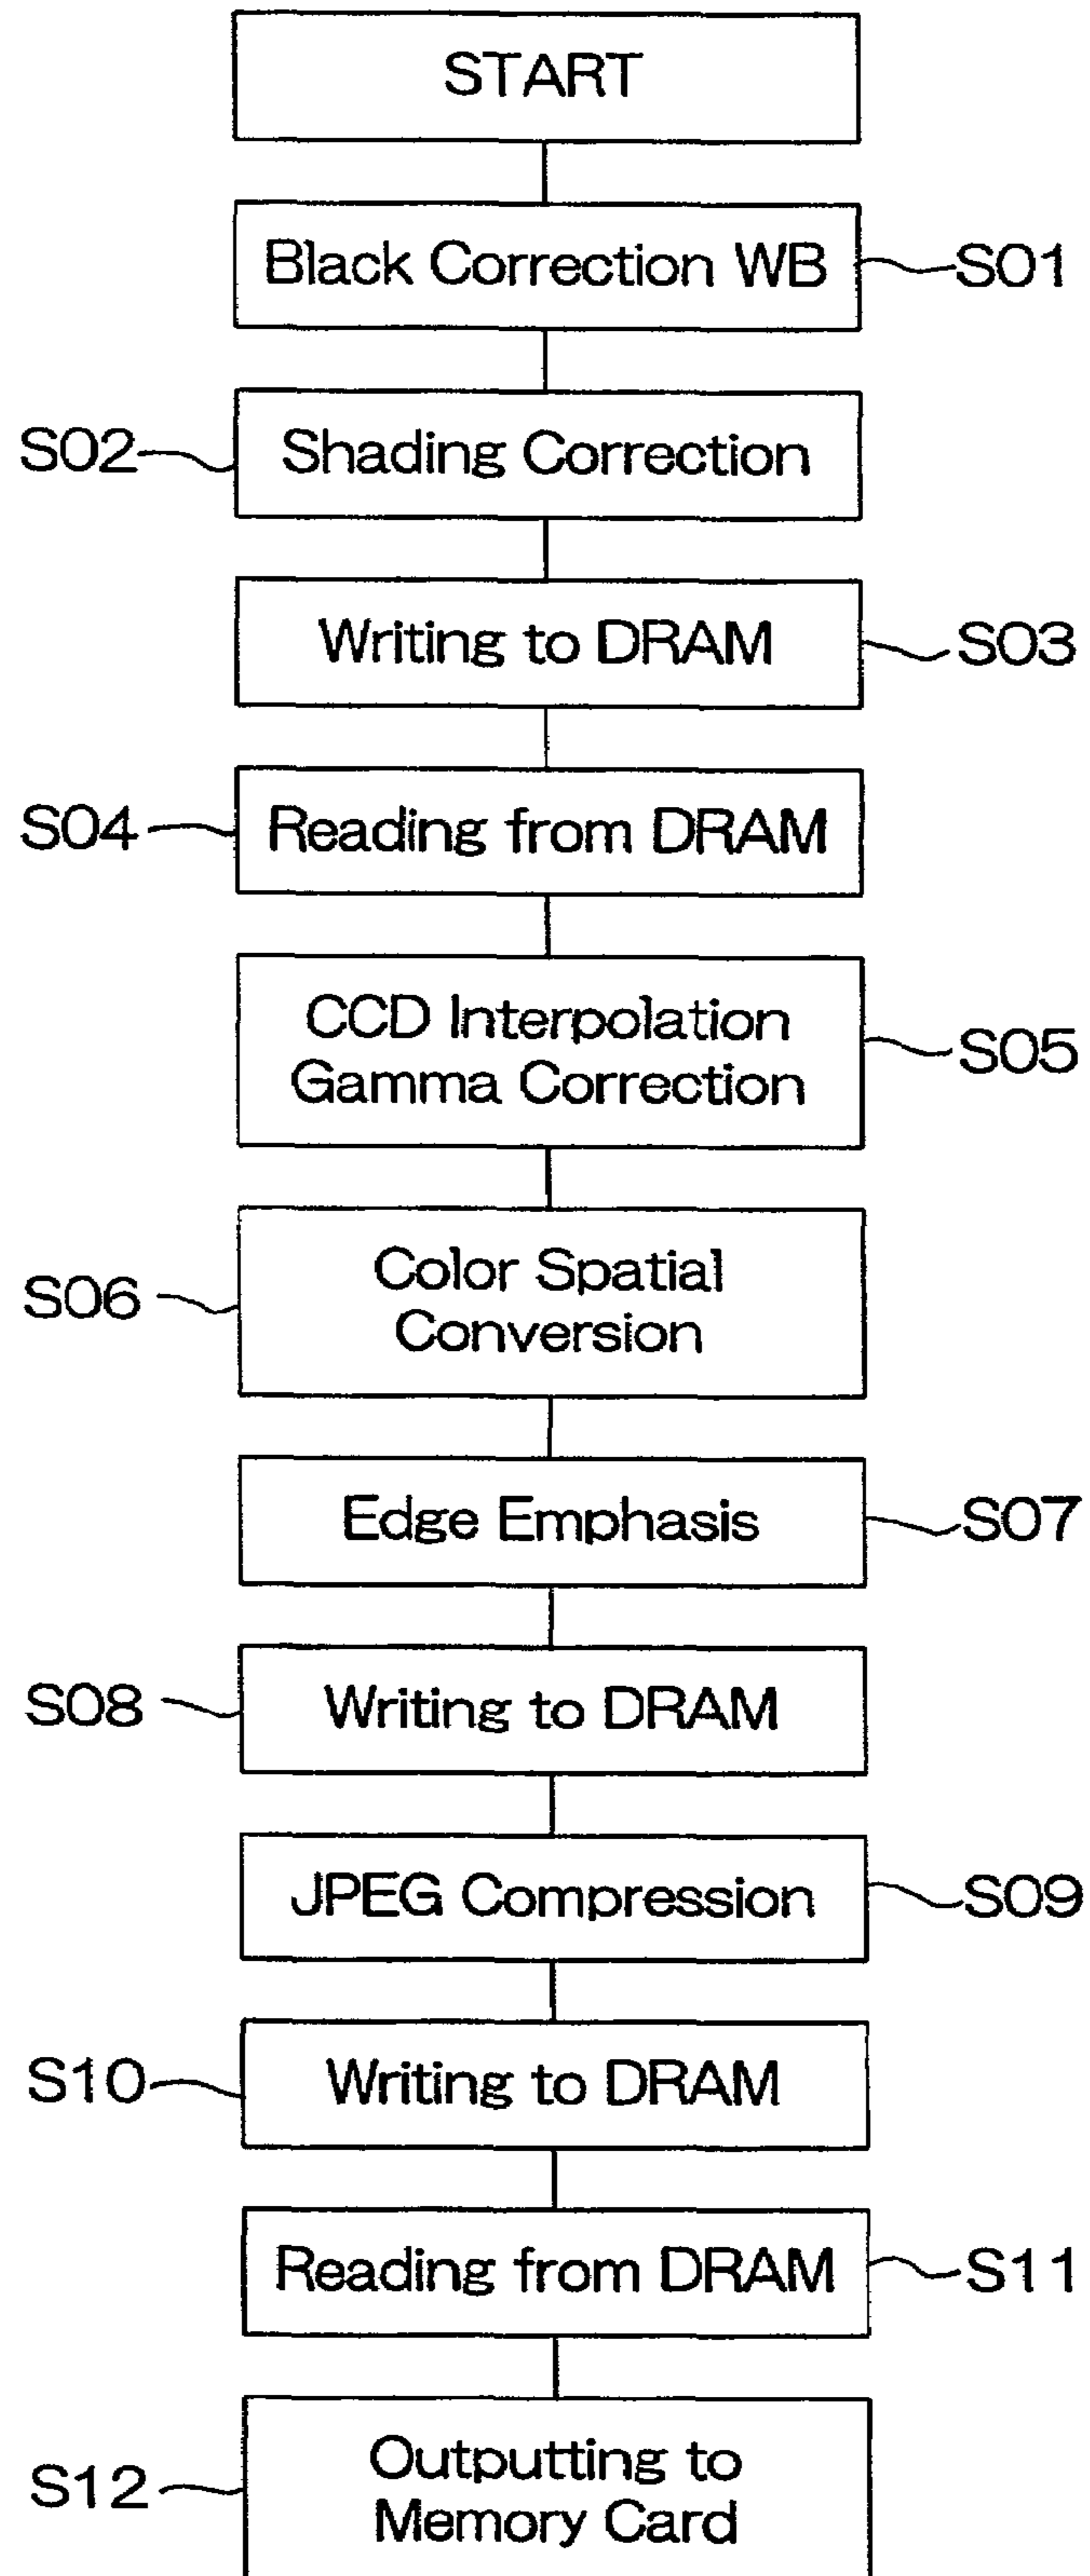 START
Black Correction WB
S01
S02
Shading Correction
Writing to DRAM
S03
S04
Reading from DRAM
CCD Interpolation
Gamma Correction
S05
S06
Color Spatial
Conversion
Edge Emphasis
S07
S08
Writing to DRAM
JPEG Compression
S09
S10
Writing to DRAM
Reading from DRAM
S11
S12
Outputting to
Memory Card